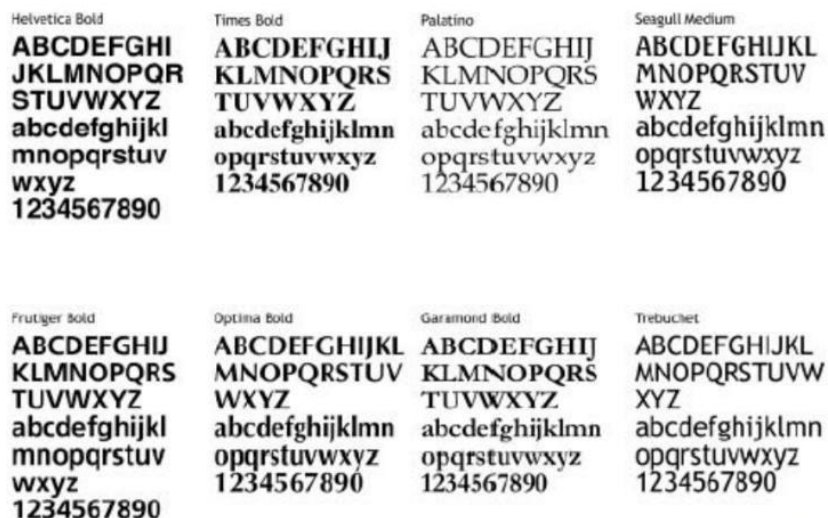 Helvetica Bold
ABCDEFGHI
JKLMNOPQR
STUVWXYZ
abcdefghijkl
mnopqrstuv
wxyz
1234567890
Times Bold
ABCDEFGHIJ
KLMNOPQRS
TUVWXYZ
abcdefghijklmn
opqrstuvwxyz
1234567890
Palatino
ABCDEFGHIJ
KLMNOPQRS
TUVWXYZ
abcdefghijklmn
opqrstuvwxyz
1234567890
Seagull Medium
ABCDEFGHIJKL
MNOPQRSTUV
WXYZ
abcdefghijklmn
opqrstuvwxyz
1234567890
Frutiger Bold
ABCDEFGHIJ
KLMNOPQRS
TUVWXYZ
abcdefghijkl
mnopqrstuv
wxyz
1234567890
Optima Bold
ABCDEFGHIJKL
MNOPQRSTUV
WXYZ
abcdefghijklmn
opqrstuvwxyz
1234567890
Garamond Bold
ABCDEFGHIJ
KLMNOPQRS
TUVWXYZ
abcdefghijklmn
opqrstuvwxyz
1234567890
Trebuchet
ABCDEFGHIJKL
MNOPQRSTUVW
XYZ
abcdefghijklmn
opqrstuvwxyz
1234567890